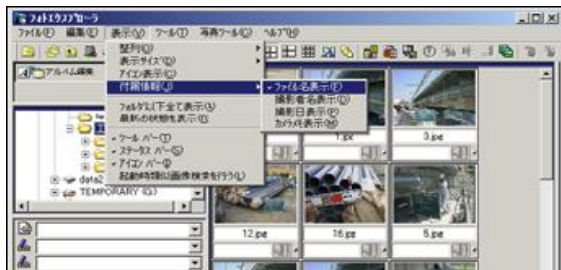 フォトエクスプローラ
ファイル(F) 編集(E) 表示(V) ツール(T) 写真ツール(G) ヘルプ(H)
整列(O)
表示サイズ(D)
アイコン表示(C)
付属情報(J)
フォルダ以下全て表示(A)
最新の状態を表示(B)
ツール バー(T)
ステータス バー(S)
アイコン バー(I)
起動時類似画像検索を行う(L)
ファイル名表示(F)
撮影者名表示(D)
撮影日表示(P)
カメラメモ表示(M)
アルバム編集
data2
TEMPORARY (G:)
1.jpe
3.jpe
12.jpe
16.jpe
5.jpe